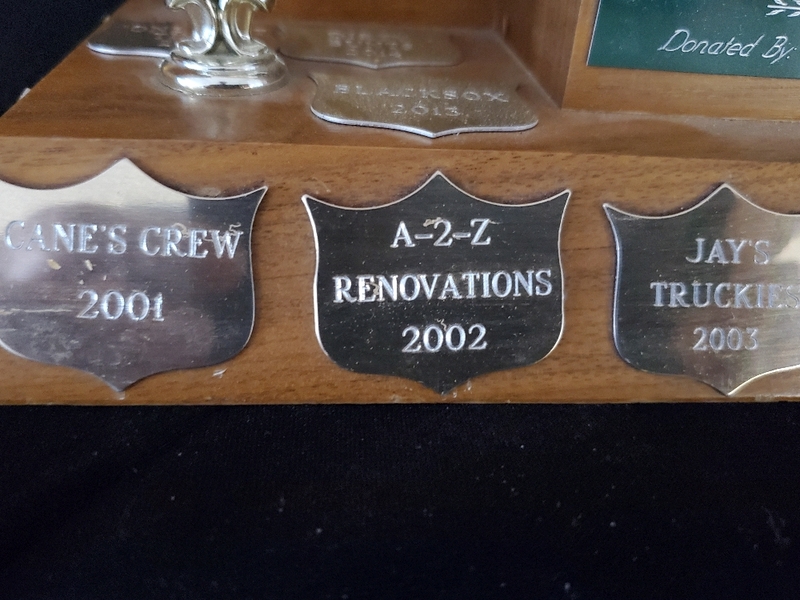 Donated By:
BLACKSOX
2013
CANE'S CREW
2001
A-2-Z
RENOVATIONS
2002
JAY'S
TRUCKIES
2003